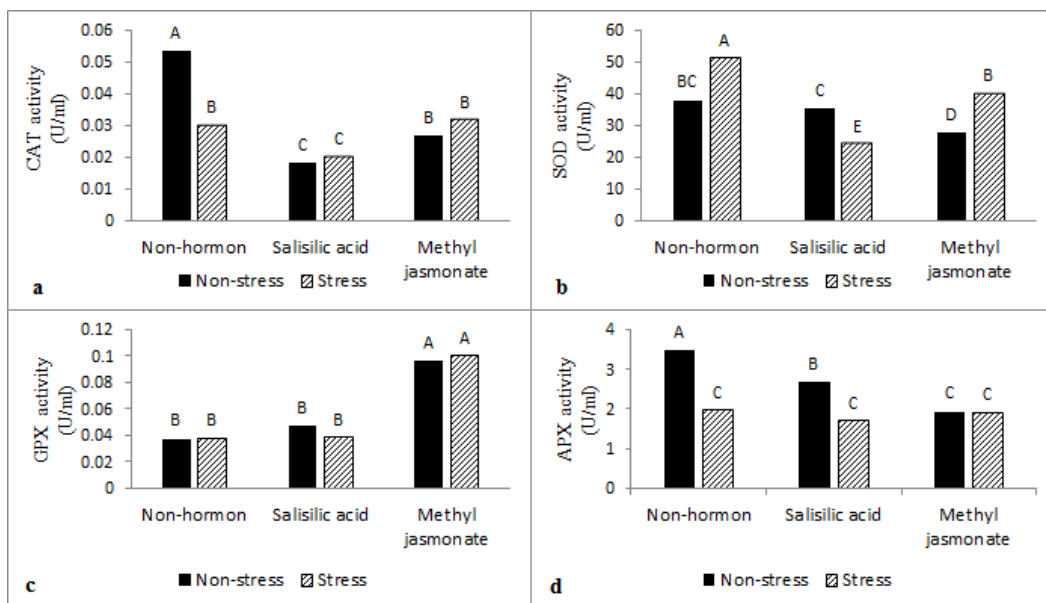 CAT activity
(U/ml)
0.06
0.05
0.04
0.03
0.02
0.01
0
A
B
C
C
B
B
Non-hormon
Salisilic acid
Methyl
jasmonate
Non-stress
Stress
a
SOD activity
(U/ml)
60
50
40
30
20
10
0
BC
A
C
E
D
B
Non-hormon
Salisilic acid
Methyl
jasmonate
Non-stress
Stress
b
GPX activity
(U/ml)
0.12
0.1
0.08
0.06
0.04
0.02
0
B
B
B
B
A
A
Non-hormon
Salisilic acid
Methyl
jasmonate
Non-stress
Stress
c
APX activity
(U/ml)
4
3
2
1
0
A
C
B
C
C
C
Non-hormon
Salisilic acid
Methyl
jasmonate
Non-stress
Stress
d